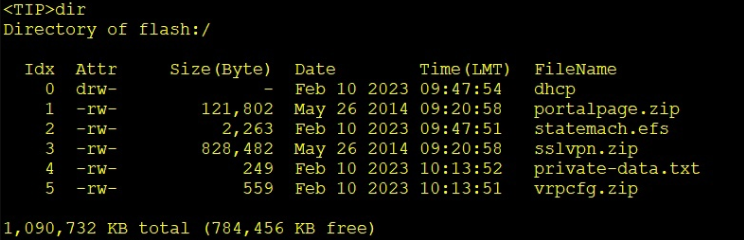 <TIP>dir
Directory of flash:/
Idx Attr Size(Byte) Date Time(LMT) FileName
0 drw- - Feb 10 2023 09:47:54 dhcp
1 -rw- 121,802 May 26 2014 09:20:58 portalpage.zip
2 -rw- 2,263 Feb 10 2023 09:47:51 statemach.efs
3 -rw- 828,482 May 26 2014 09:20:58 sslvpn.zip
4 -rw- 249 Feb 10 2023 10:13:52 private-data.txt
5 -rw- 559 Feb 10 2023 10:13:51 vrpcfg.zip
1,090,732 KB total (784,456 KB free)